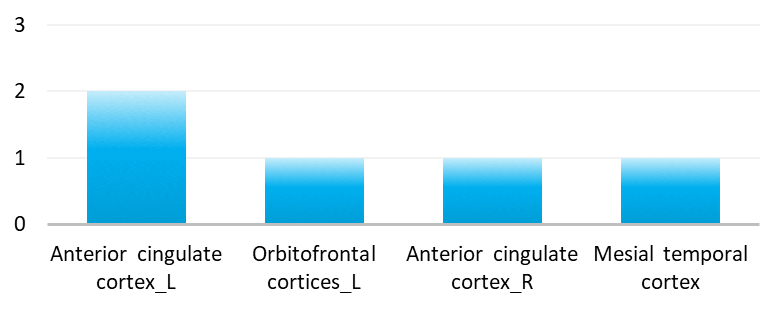 3
2
1
0
Anterior cingulate cortex_L
Orbitofrontal cortices_L
Anterior cingulate cortex_R
Mesial temporal cortex